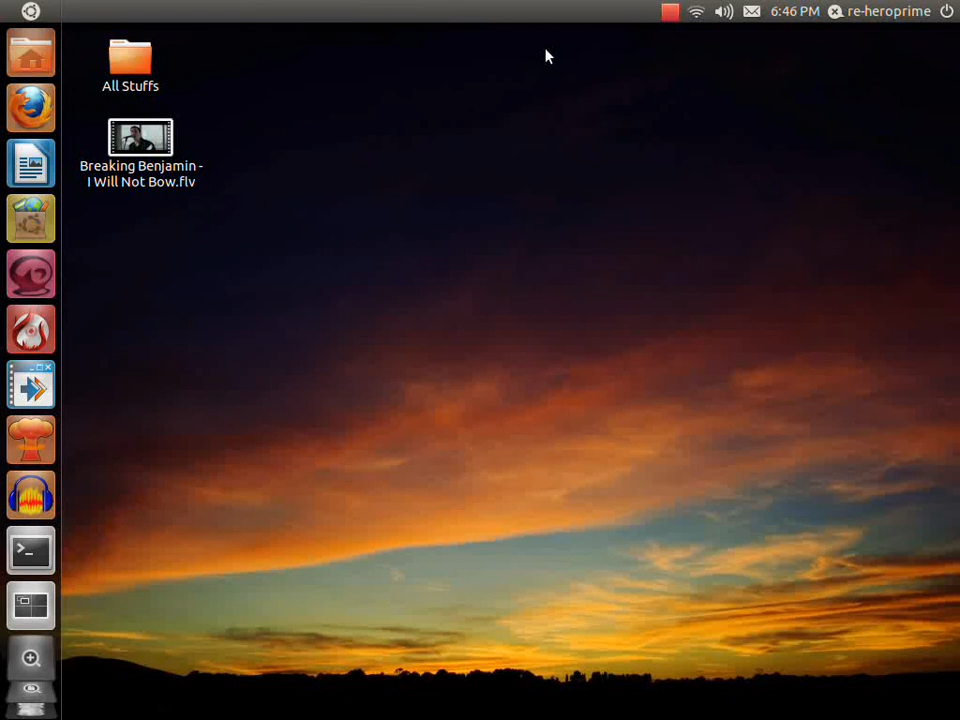 6:46 PM re-heroprime
All Stuffs
Breaking Benjamin -
I Will Not Bow.flv
>_